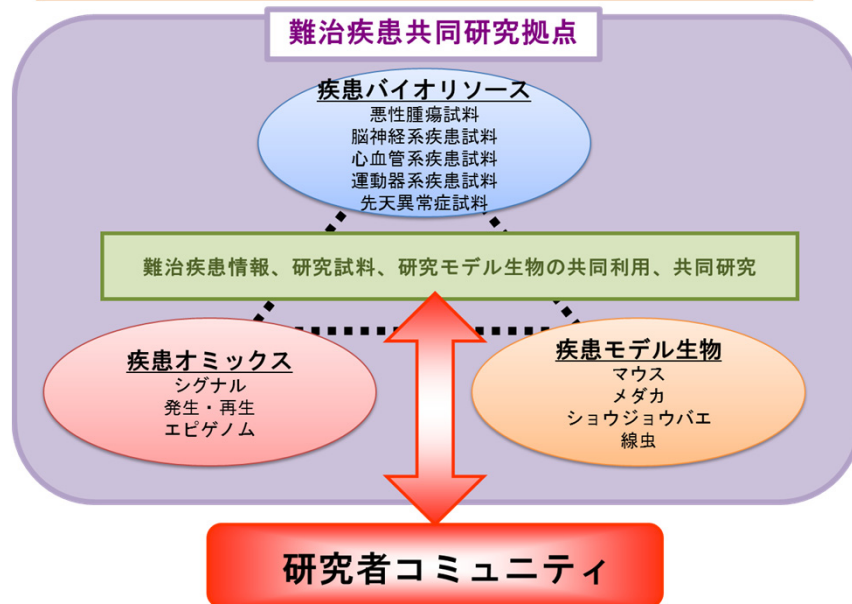 難治疾患共同研究拠点
疾患バイオリソース
悪性腫瘍試料
脳神経系疾患試料
心血管系疾患試料
運動器系疾患試料
先天異常症試料
難治疾患情報、研究試料、研究モデル生物の共同利用、共同研究
疾患オミックス
シグナル
発生・再生
エピゲノム
疾患モデル生物
マウス
メダカ
ショウジョウバエ
線虫
研究者コミュニティ